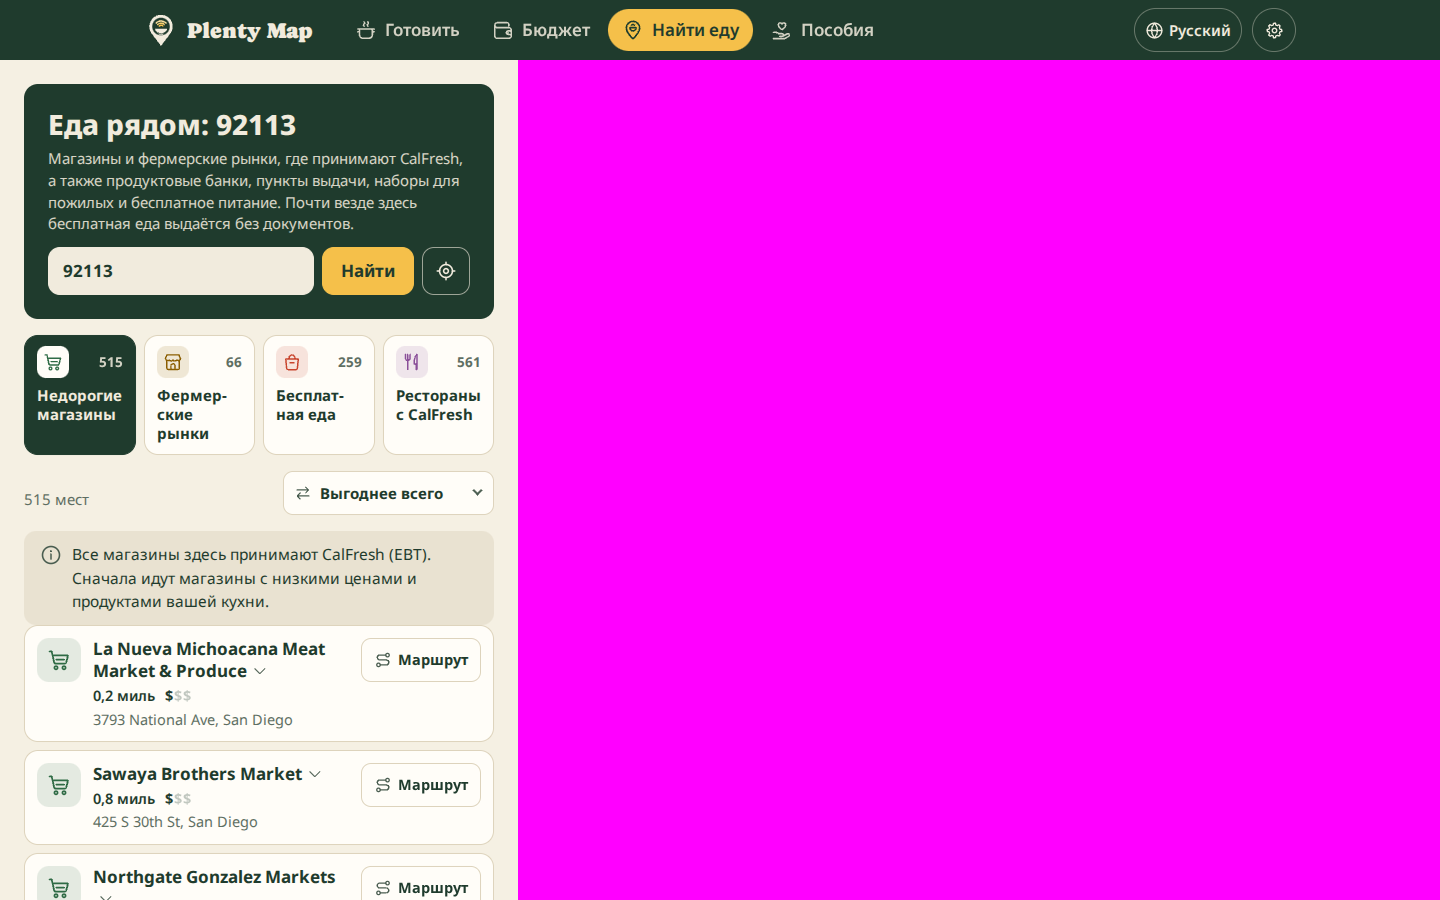 Plenty Map
Готовить
Бюджет
Найти еду
Пособия
Русский
Еда рядом: 92113
Магазины и фермерские рынки, где принимают CalFresh,
а также продуктовые банки, пункты выдачи, наборы для
пожилых и бесплатное питание. Почти везде здесь
бесплатная еда выдаётся без документов.
92113
Найти
515
Недорогие
магазины
66
Фермер-
ские
рынки
259
Бесплат-
ная еда
561
Рестораны
с CalFresh
515 мест
Выгоднее всего
Все магазины здесь принимают CalFresh (EBT).
Сначала идут магазины с низкими ценами и
продуктами вашей кухни.
La Nueva Michoacana Meat
Market & Produce
Маршрут
0,2 миль $$$
3793 National Ave, San Diego
Sawaya Brothers Market
Маршрут
0,8 миль $$$
425 S 30th St, San Diego
Northgate Gonzalez Markets
Маршрут